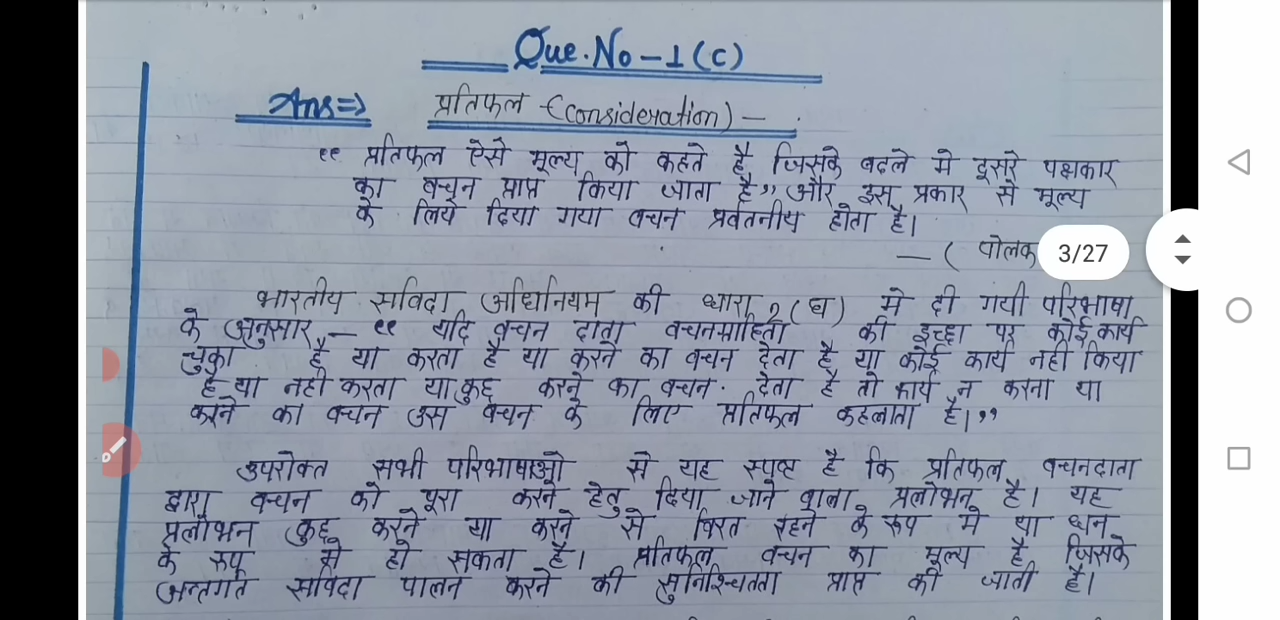 Que.No-1(c)
Ans⇒ प्रतिफल - (Consideration) -
“ प्रतिफल ऐसे मूल्य को कहते है जिसके बदले मे दूसरे पक्षकार
का वचन प्राप्त किया जाता है” और इस प्रकार से मूल्य
के लिये दिया गया वचन प्रर्वतनीय होता है।
— ( पोलक
3/27
भारतीय संविदा अधिनियम की धारा 2 (घ) मे दी गयी परिभाषा
के अनुसार - “ यदि वचन दाता वचनग्राहिता की इच्छा पर कोई कार्य
चुका है या करता है या करने का वचन देता है या कोई कार्य नही किया
है या नही करता या कुछ करने का वचन देता है तो कार्य न करना या
करने का वचन उस वचन के लिए प्रतिफल कहलाता है।”
उपरोक्त सभी परिभाषाओ से यह स्पष्ट है कि प्रतिफल वचनदाता
द्वारा वचन को पूरा करने हेतु दिया जाने वाला प्रलोभन है। यह
प्रलोभन कुछ करने या करने से विरत रहने के रूप मे या धन
के रूप मे हो सकता है। प्रतिफल वचन का मूल्य है जिसके
अन्तर्गत संविदा पालन करने की सुनिश्चितता प्राप्त की जाती है।